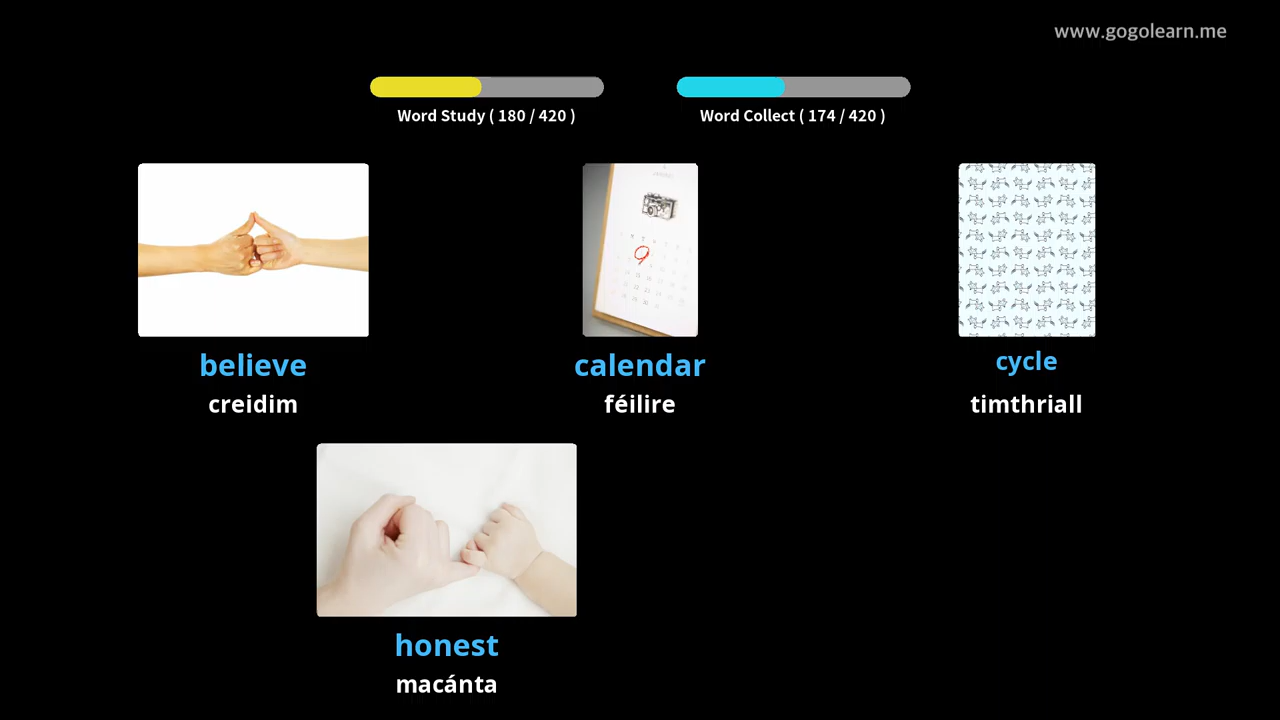 www.gogolearn.me
Word Study ( 180 / 420 )
Word Collect ( 174 / 420 )
believe
creidim
calendar
féilire
cycle
timthriall
honest
macánta